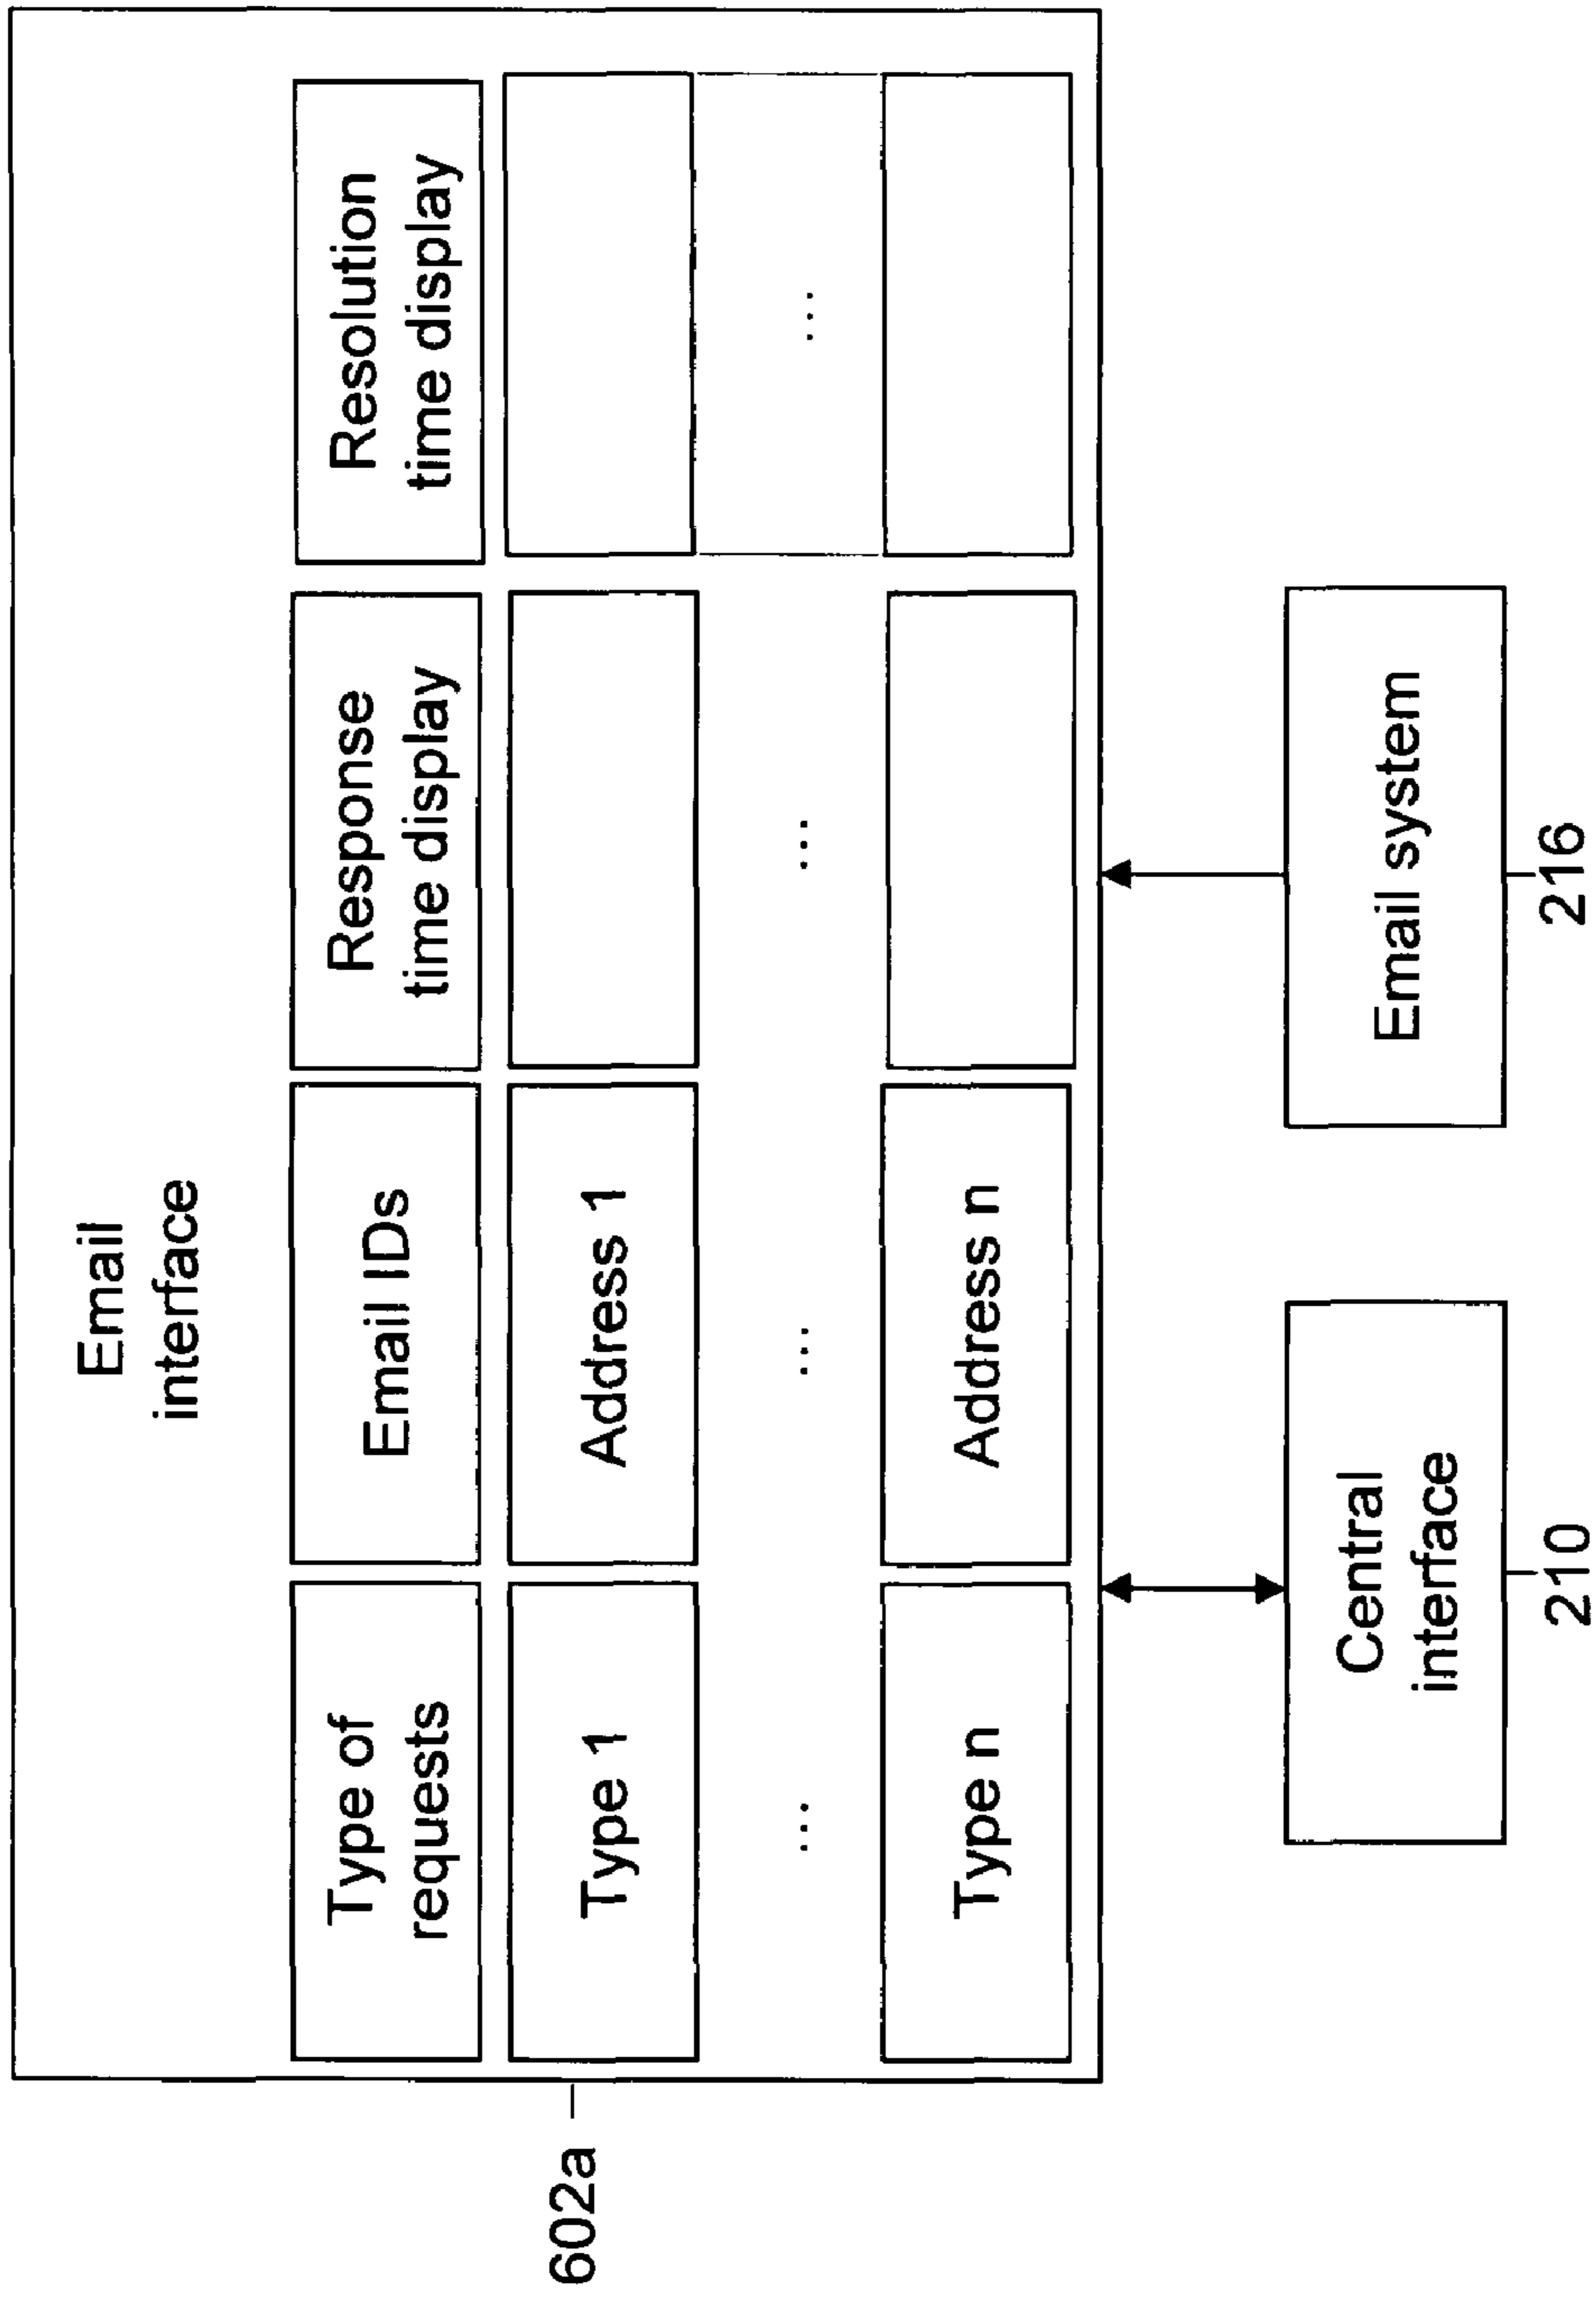 Email
interface
Type of
requests
Email IDs
Response
time display
Resolution
time display
Type 1
Address 1
...
...
...
...
Type n
Address n
602a
Central
interface
210
Email system
216